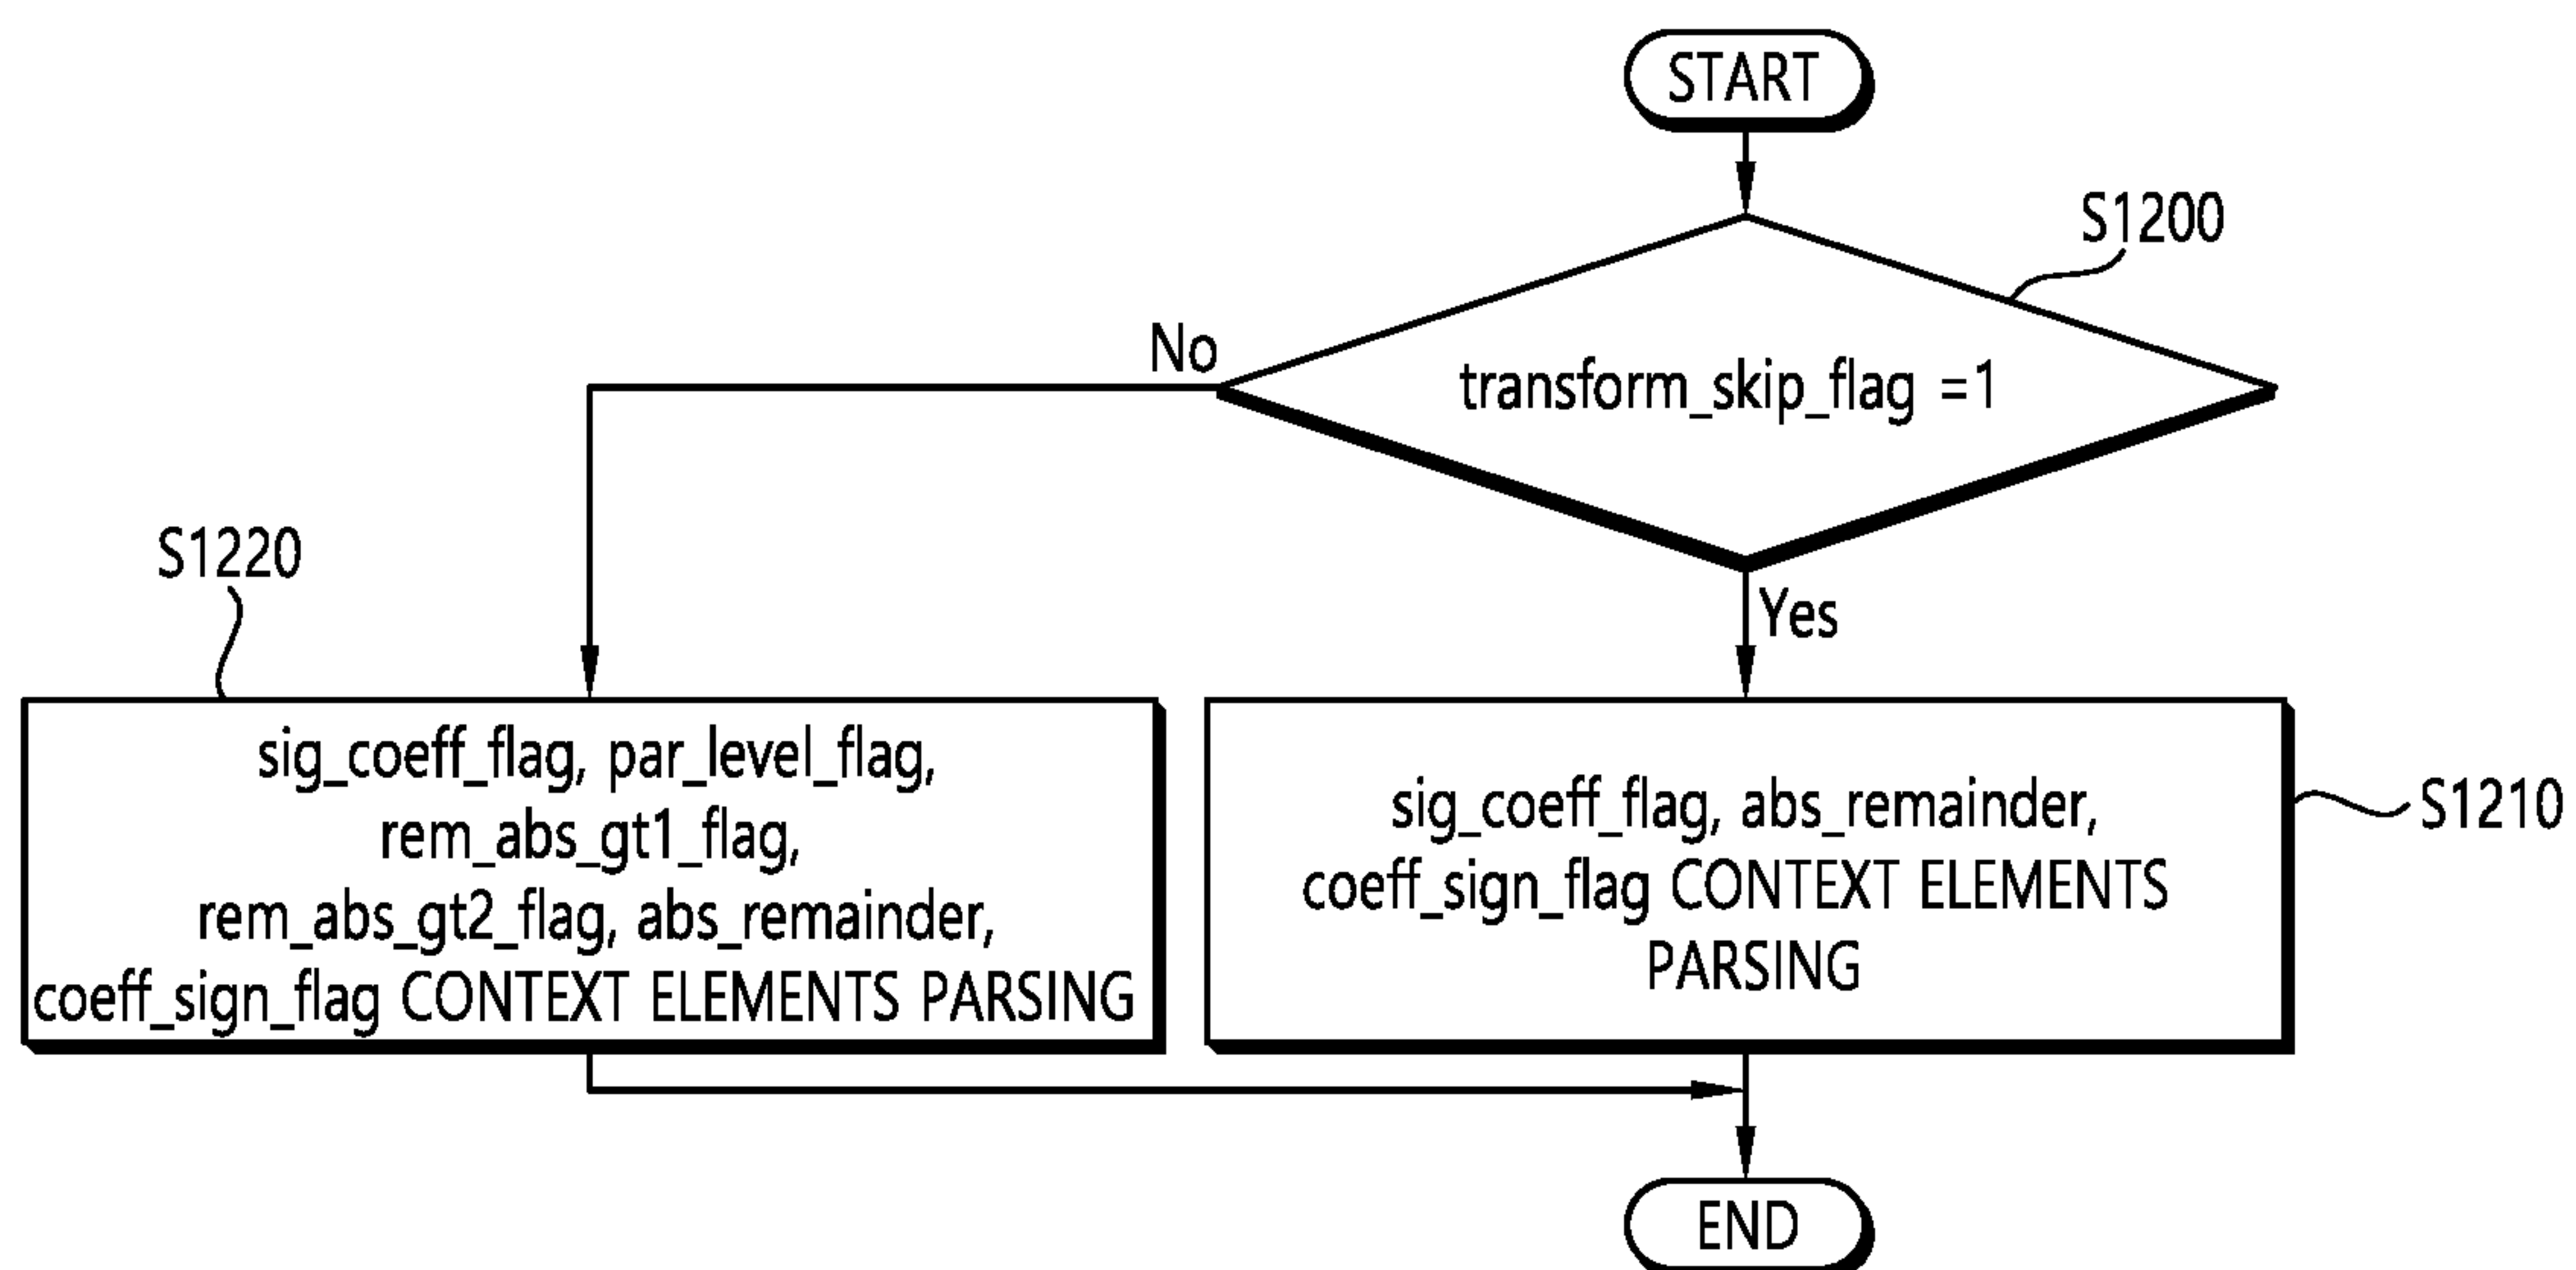 START
S1200
transform_skip_flag =1
No
Yes
S1220
sig_coeff_flag, par_level_flag,
rem_abs_gt1_flag,
rem_abs_gt2_flag, abs_remainder,
coeff_sign_flag CONTEXT ELEMENTS PARSING
sig_coeff_flag, abs_remainder,
coeff_sign_flag CONTEXT ELEMENTS
PARSING
S1210
END